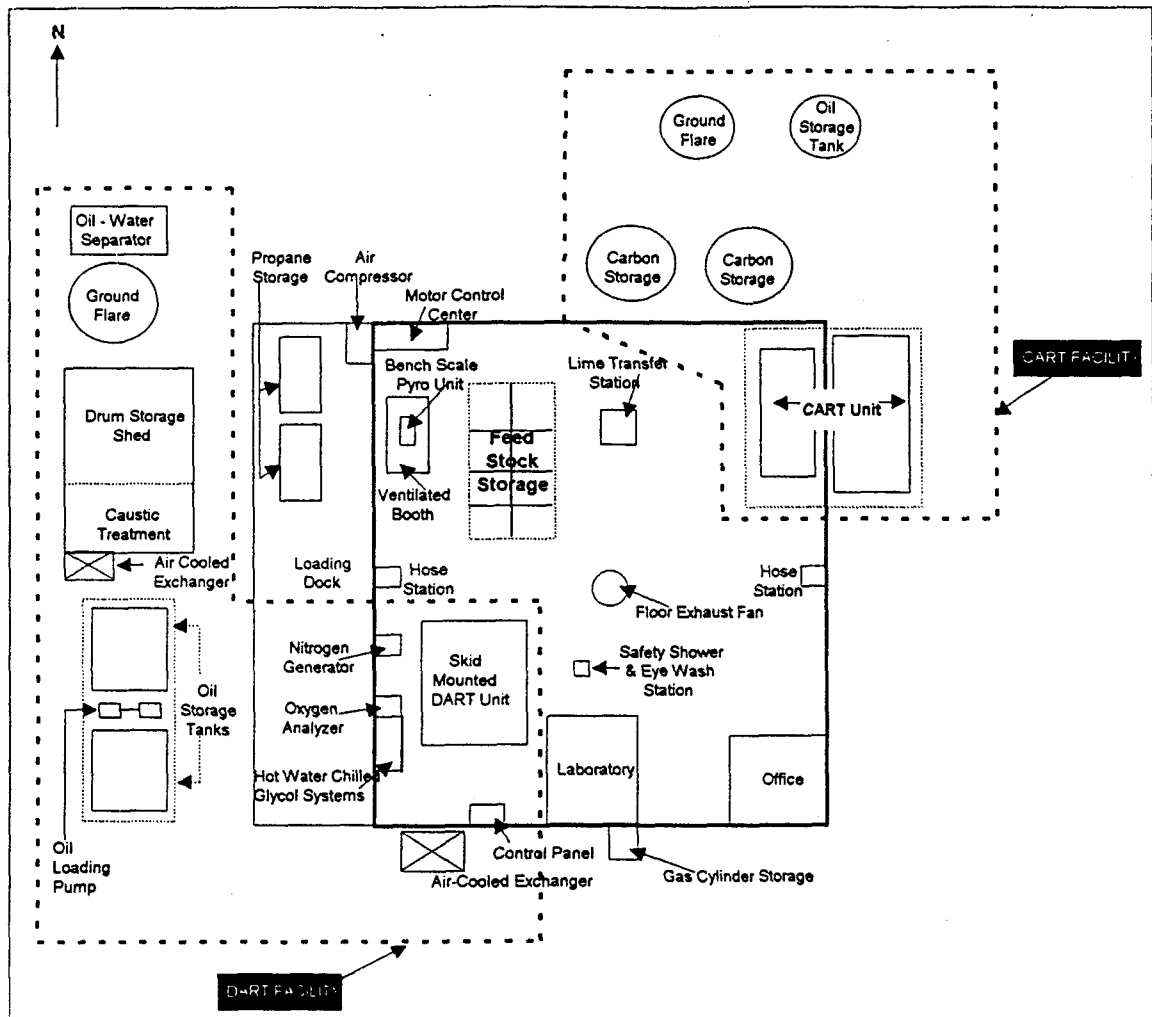 N
Ground
Flare
Oil
Storage
Tank
Oil - Water
Separator
Ground
Flare
Propane
Storage
Air
Compressor
Motor Control
Center
Carbon
Storage
Carbon
Storage
Bench Scale
Pyro Unit
Lime Transfer
Station
CART FACILITY
CART Unit
Drum Storage
Shed
Feed
Stock
Storage
Ventilated
Booth
Caustic
Treatment
Air Cooled
Exchanger
Loading
Dock
Hose
Station
Hose
Station
Floor Exhaust Fan
Nitrogen
Generator
Skid
Mounted
DART Unit
Safety Shower
& Eye Wash
Station
Oil
Storage
Tanks
Oxygen
Analyzer
Hot Water Chilled
Glycol Systems
Laboratory
Office
Oil
Loading
Pump
Control Panel
Air-Cooled Exchanger
Gas Cylinder Storage
DART FACILITY